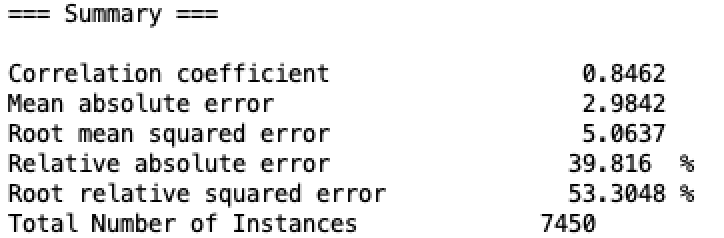 === Summary ===
Correlation coefficient 0.8462
Mean absolute error 2.9842
Root mean squared error 5.0637
Relative absolute error 39.816 %
Root relative squared error 53.3048 %
Total Number of Instances 7450